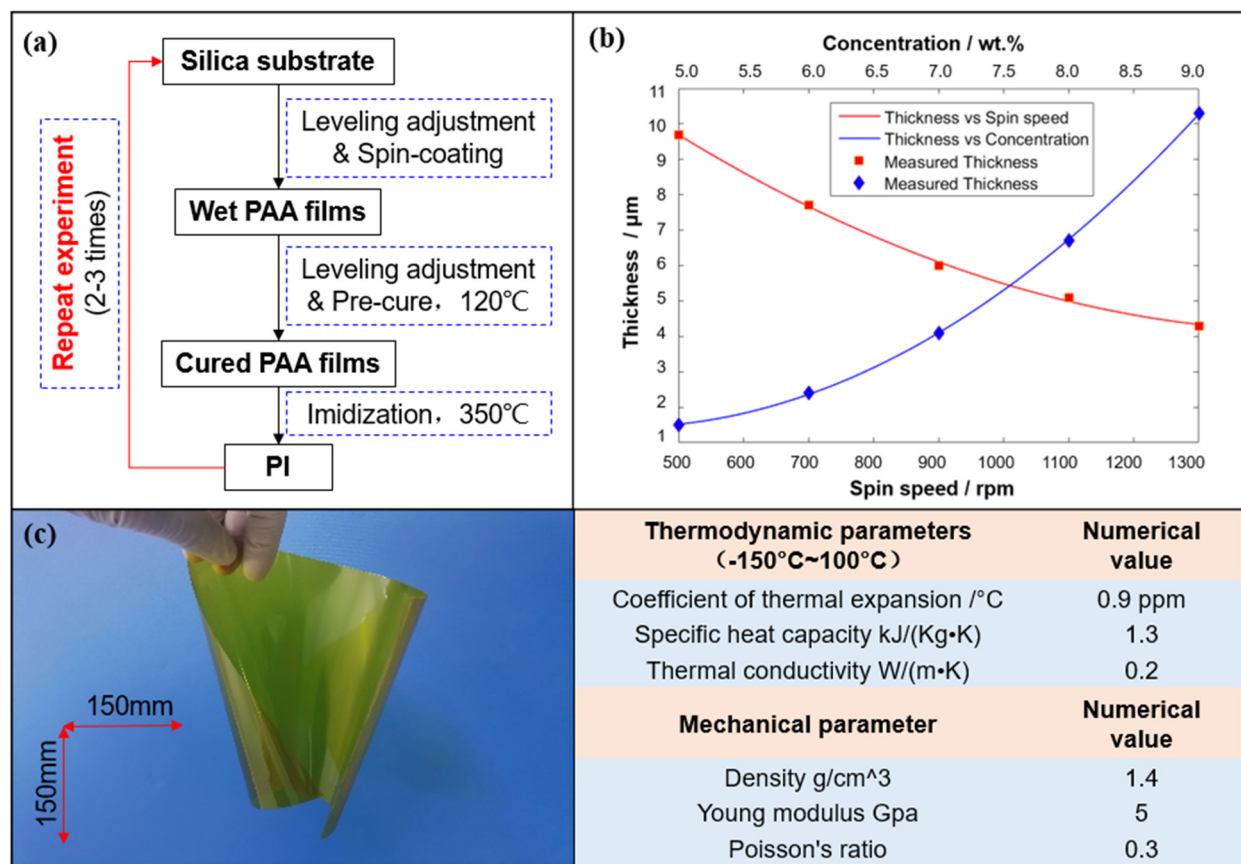 (a)
Silica substrate
Leveling adjustment
& Spin-coating
Wet PAA films
Leveling adjustment
& Pre-cure，120℃
Cured PAA films
Imidization，350℃
PI
Repeat experiment
(2-3 times)
(b)
Concentration / wt.%
5.0 5.5 6.0 6.5 7.0 7.5 8.0 8.5 9.0
11
10
9
8
7
6
5
4
3
2
1
Thickness / μm
Thickness vs Spin speed
Thickness vs Concentration
Measured Thickness
Measured Thickness
500 600 700 800 900 1000 1100 1200 1300
Spin speed / rpm
(c)
150mm
150mm
Thermodynamic parameters Numerical
（-150°C~100°C） value
Coefficient of thermal expansion /°C 0.9 ppm
Specific heat capacity kJ/(Kg•K) 1.3
Thermal conductivity W/(m•K) 0.2
Mechanical parameter Numerical
value
Density g/cm^3 1.4
Young modulus Gpa 5
Poisson's ratio 0.3